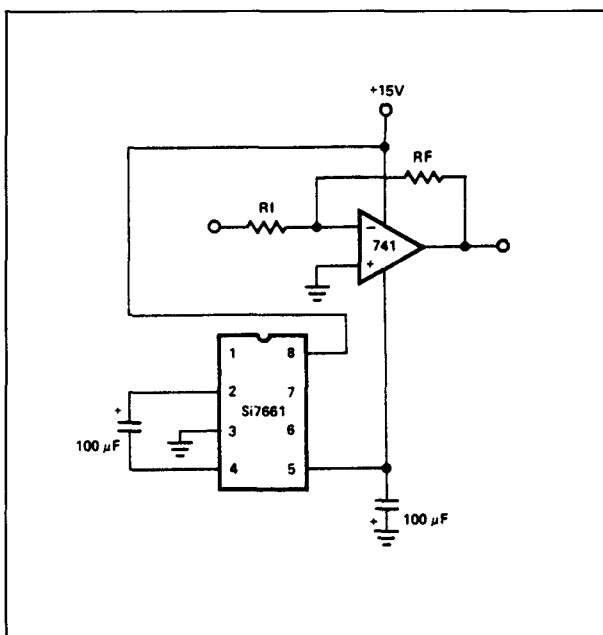 +15V
RF
RI
−
741
+
1 8
2 7
Si7661
3 6
4 5
+
100 μF
+
100 μF